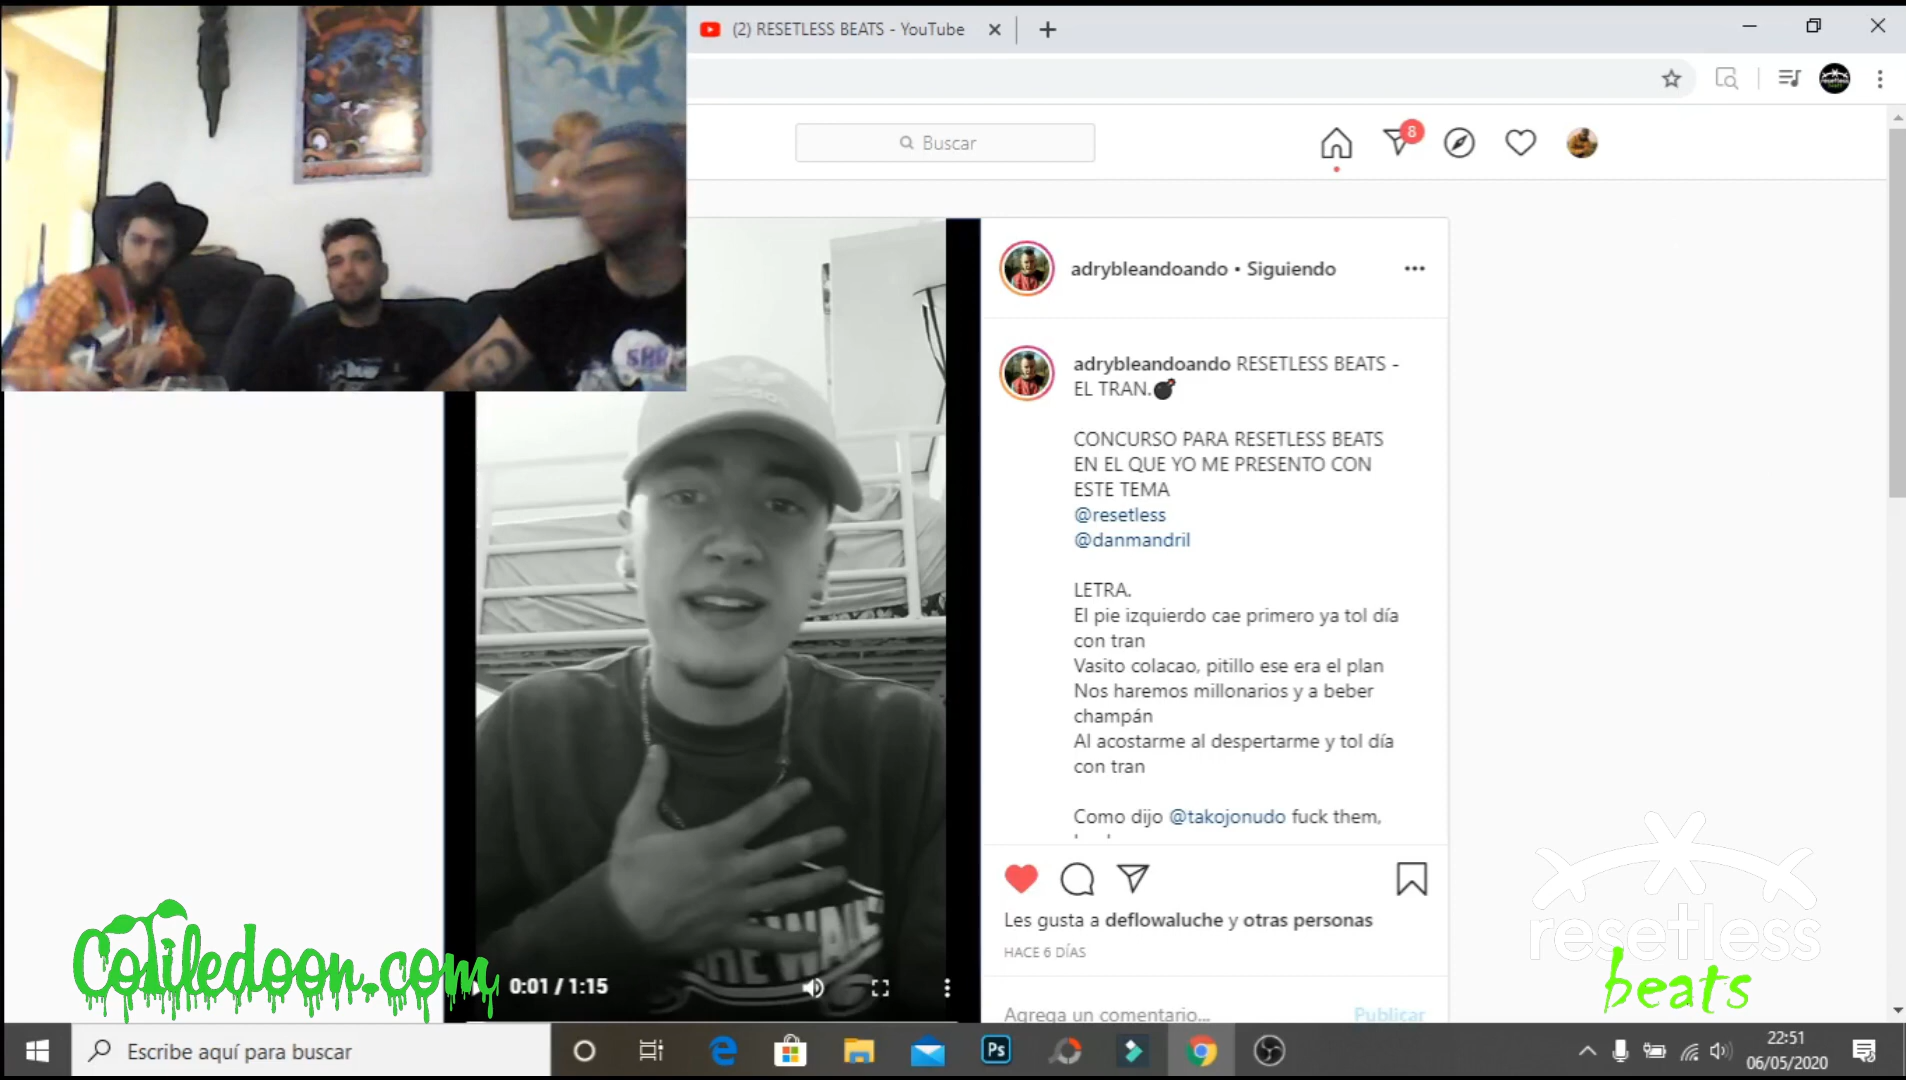 (2) RESETLESS BEATS - YouTube
Buscar
8
adrybleandoando • Siguiendo
adrybleandoando RESETLESS BEATS -
EL TRAN.💣
CONCURSO PARA RESETLESS BEATS
EN EL QUE YO ME PRESENTO CON
ESTE TEMA
@resetless
@danmandril
LETRA.
El pie izquierdo cae primero ya tol día
con tran
Vasito colacao, pitillo ese era el plan
Nos haremos millonarios y a beber
champán
Al acostarme al despertarme y tol día
con tran
Como dijo @takojonudo fuck them,
Les gusta a deflowaluche y otras personas
HACE 6 DÍAS
Agrega un comentario...
Publicar
0:01 / 1:15
Cotiledoon.com
resetless
beats
Escribe aquí para buscar
Ps
22:51
06/05/2020